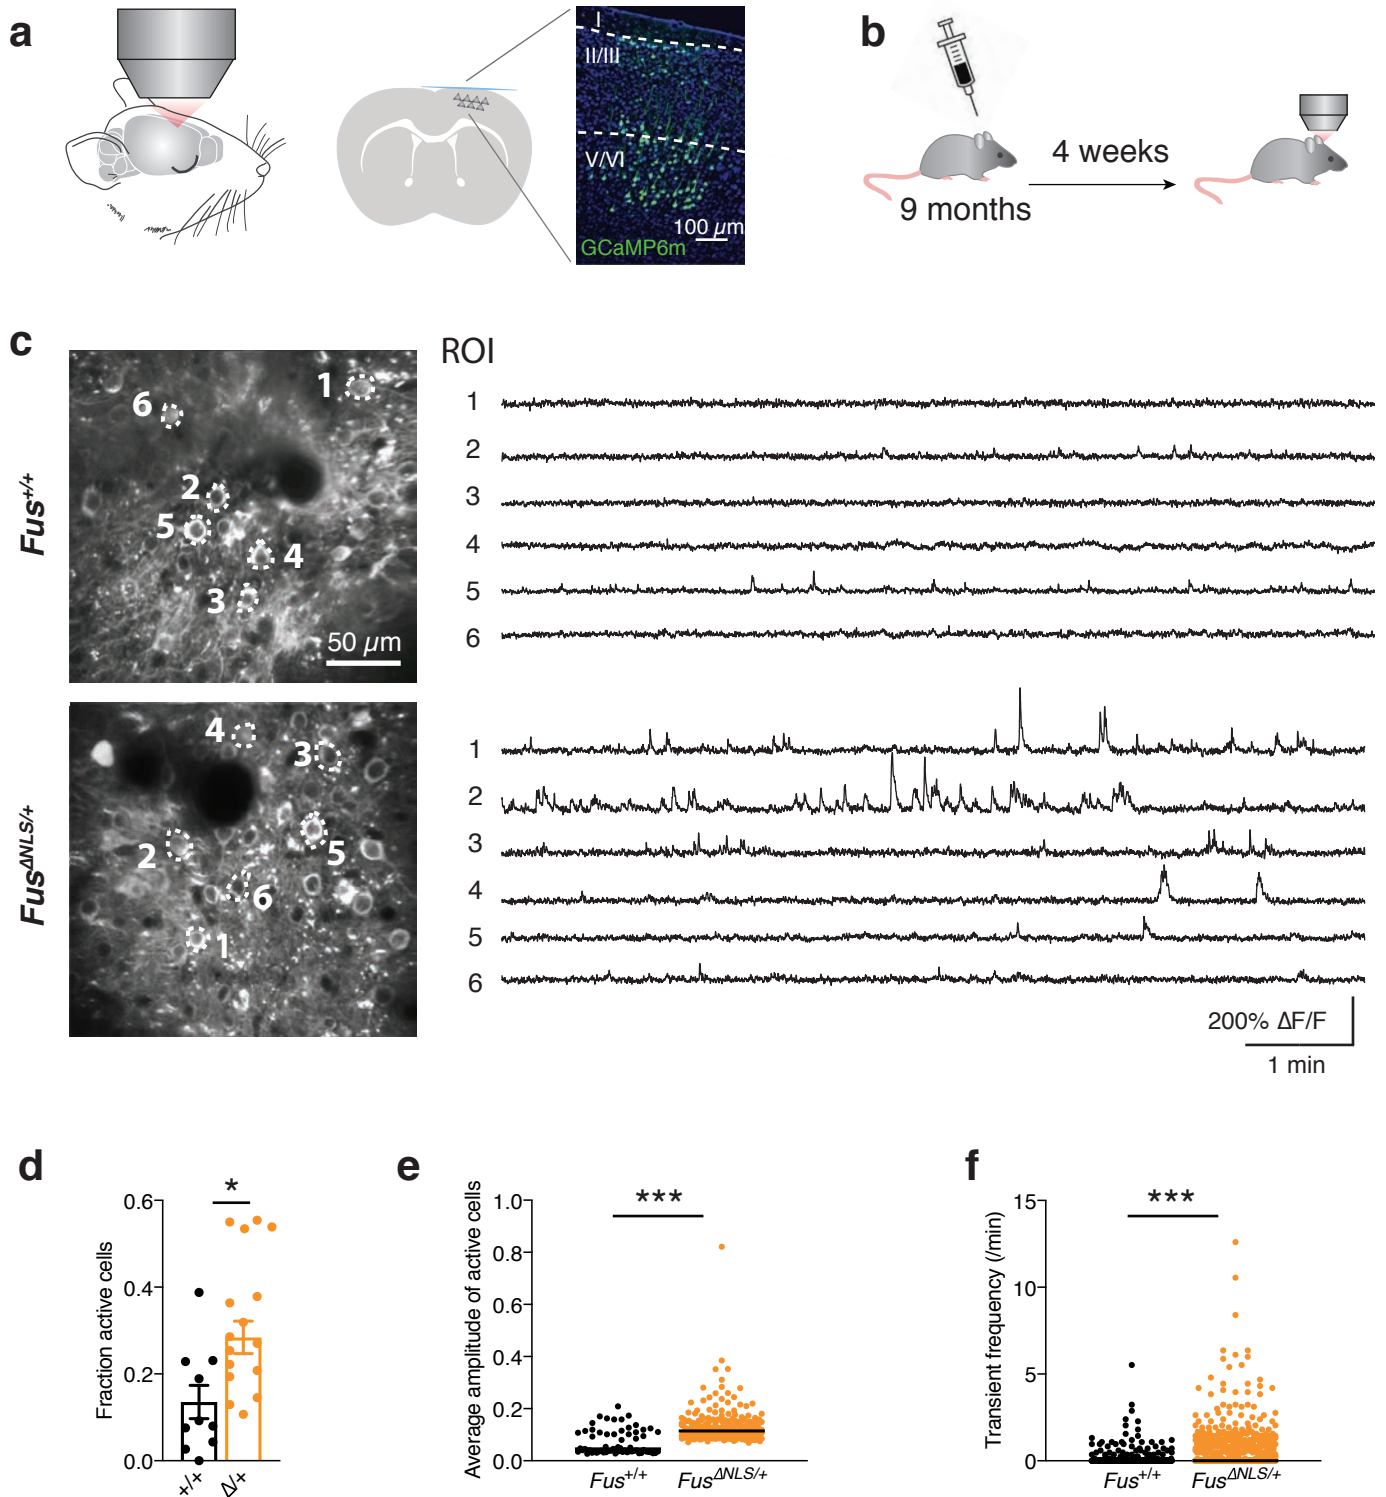 a
I
II/III
V/VI
100 µm
GCaMP6m
b
4 weeks
9 months
c
ROI
Fus+/+
1
6
2
5
4
3
50 µm
1
2
3
4
5
6
FusΔNLS/+
4
3
2
5
6
1
1
2
3
4
5
6
200% ΔF/F
1 min
d
*
Fraction active cells
0.6
0.4
0.2
0.0
+/+
Δ/+
e
***
Average amplitude of active cells
1.0
0.8
0.6
0.4
0.2
0.0
Fus+/+
FusΔNLS/+
f
***
Transient frequency (/min)
15
10
5
0
Fus+/+
FusΔNLS/+